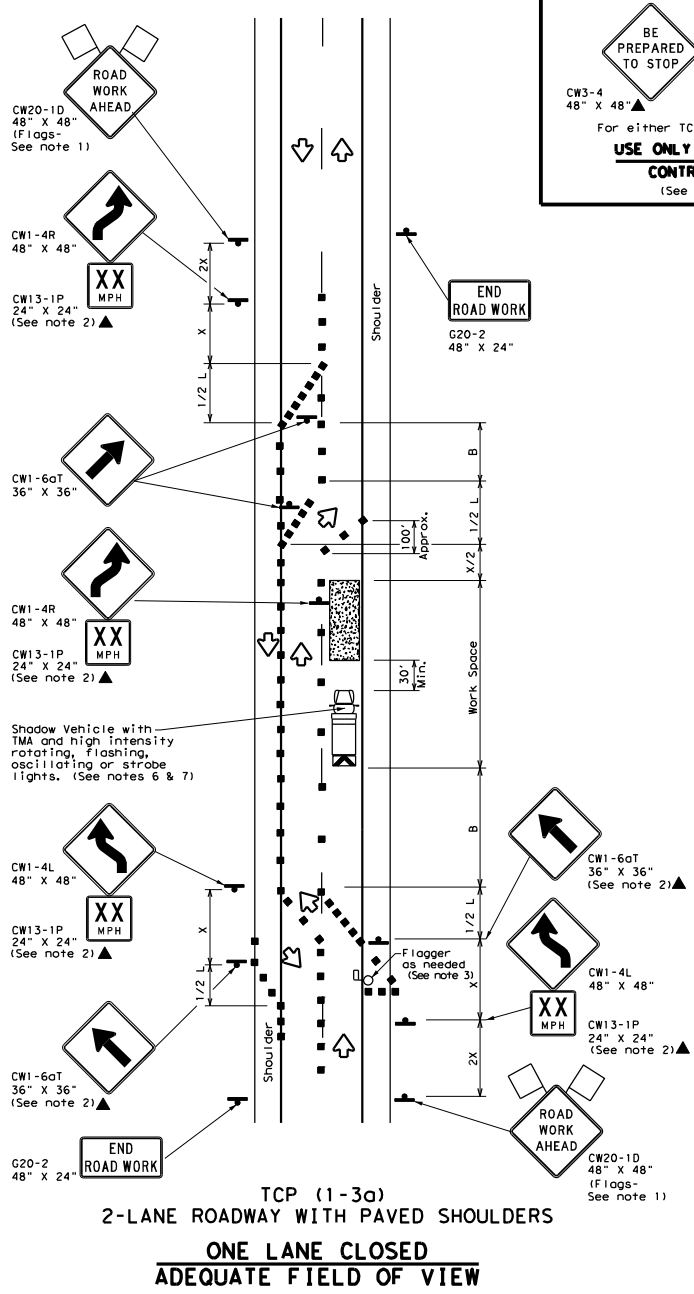 ROAD
WORK
AHEAD
CW20-1D
48" X 48"
(Flags-
See note 1)
CW1-4R
48" X 48"
XX
MPH
CW13-1P
24" X 24"
(See note 2)▲
2X
X
1/2 L
BE
PREPARED
TO STOP
CW3-4
48" X 48"▲
For either TC
USE ONLY
CONTR
(See
Shoulder
END
ROAD WORK
G20-2
48" X 24"
CW1-6aT
36" X 36"
B
1/2 L
100'
Approx.
X/2
CW1-4R
48" X 48"
XX
MPH
CW13-1P
24" X 24"
(See note 2)▲
30'
Min.
Work Space
Shadow Vehicle with
TMA and high intensity
rotating, flashing,
oscillating or strobe
lights. (See notes 6 & 7)
B
CW1-4L
48" X 48"
XX
MPH
CW13-1P
24" X 24"
(See note 2)▲
X
1/2 L
CW1-6aT
36" X 36"
(See note 2)▲
1/2 L
X
2X
Flagger
as needed
(See note 3)
CW1-4L
48" X 48"
XX
MPH
CW13-1P
24" X 24"
(See note 2)▲
CW1-6aT
36" X 36"
(See note 2)▲
Shoulder
END
ROAD WORK
G20-2
48" X 24"
ROAD
WORK
AHEAD
CW20-1D
48" X 48"
(Flags-
See note 1)
TCP (1-3a)
2-LANE ROADWAY WITH PAVED SHOULDERS
ONE LANE CLOSED
ADEQUATE FIELD OF VIEW